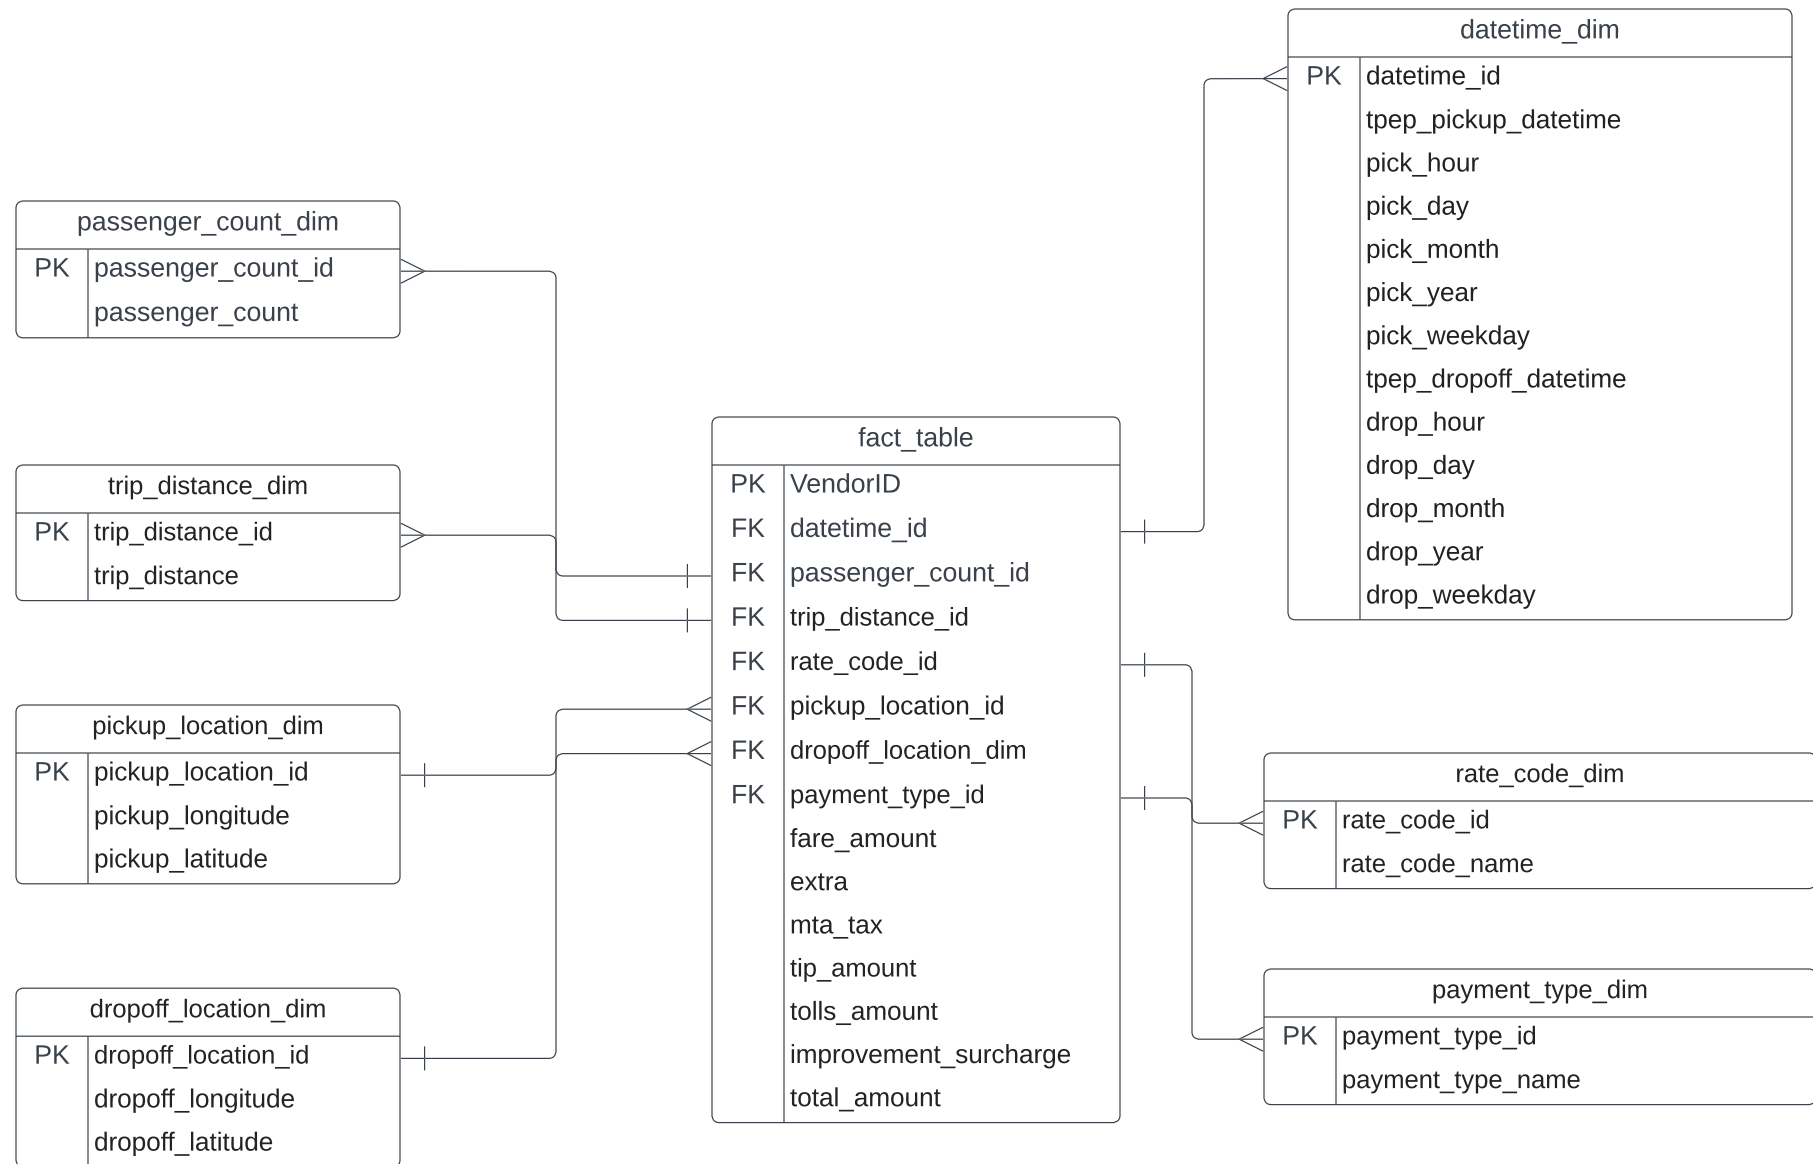 datetime_dim
PK datetime_id
tpep_pickup_datetime
pick_hour
pick_day
pick_month
pick_year
pick_weekday
tpep_dropoff_datetime
drop_hour
drop_day
drop_month
drop_year
drop_weekday
passenger_count_dim
PK passenger_count_id
passenger_count
trip_distance_dim
PK trip_distance_id
trip_distance
pickup_location_dim
PK pickup_location_id
pickup_longitude
pickup_latitude
dropoff_location_dim
PK dropoff_location_id
dropoff_longitude
dropoff_latitude
fact_table
PK VendorID
FK datetime_id
FK passenger_count_id
FK trip_distance_id
FK rate_code_id
FK pickup_location_id
FK dropoff_location_dim
FK payment_type_id
fare_amount
extra
mta_tax
tip_amount
tolls_amount
improvement_surcharge
total_amount
rate_code_dim
PK rate_code_id
rate_code_name
payment_type_dim
PK payment_type_id
payment_type_name